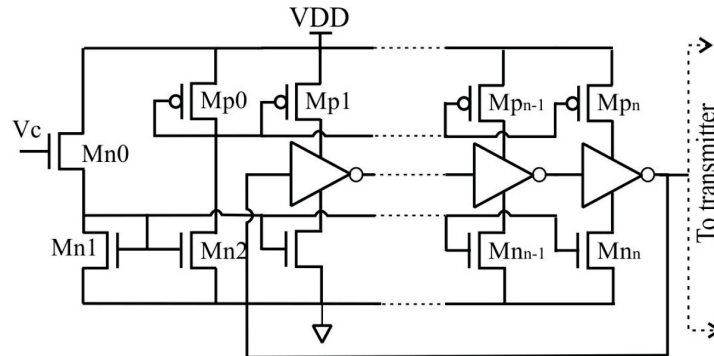 VDD
Mp0
Mp1
Mpn-1
Mpn
Vc
Mn0
Mn1
Mn2
Mnn-1
Mnn
To transmitter